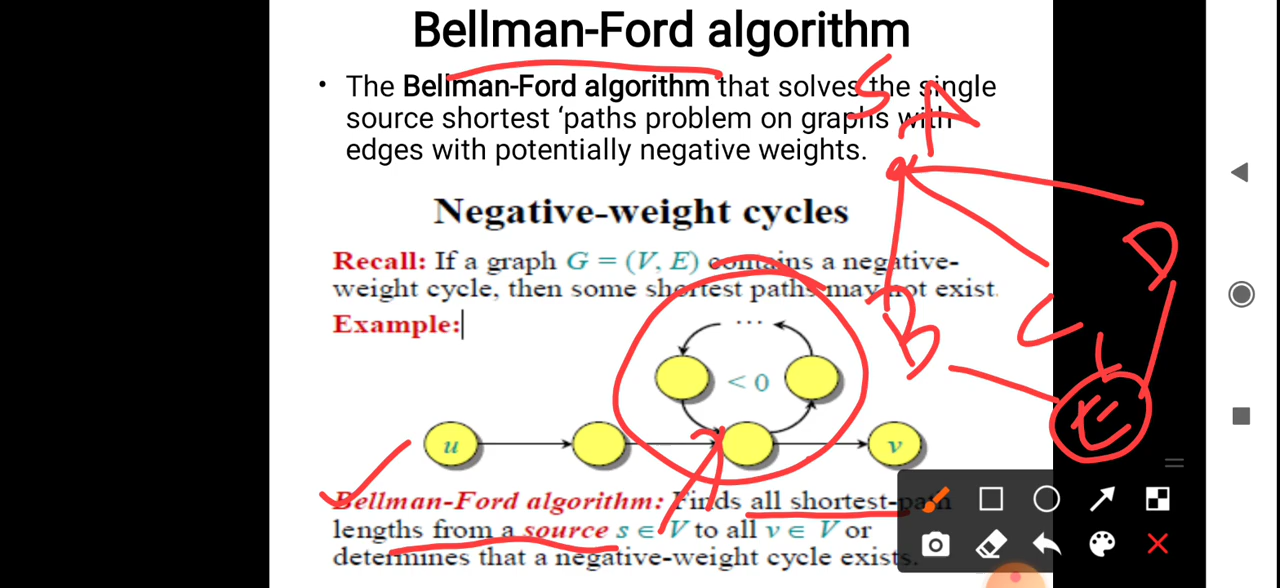 Bellman-Ford algorithm
• The Bellman-Ford algorithm that solves the single
source shortest ‘paths problem on graphs with
edges with potentially negative weights.
S A
Negative-weight cycles
Recall: If a graph G = (V, E) contains a negative-
weight cycle, then some shortest paths may not exist.
Example:
D
B
C
E
...
< 0
u
v
Bellman-Ford algorithm: Finds all shortest-path
lengths from a source s ∈ V to all v ∈ V or
determines that a negative-weight cycle exists.